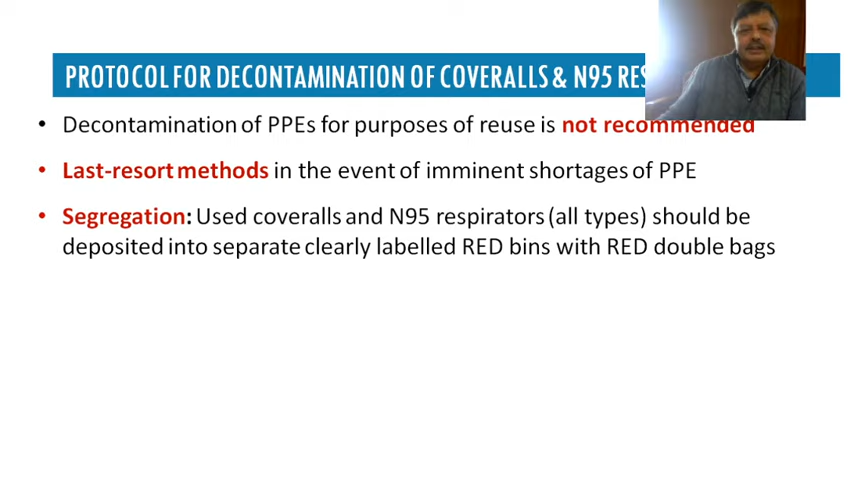 PROTOCOL FOR DECONTAMINATION OF COVERALLS & N95
• Decontamination of PPEs for purposes of reuse is not recommended
• Last-resort methods in the event of imminent shortages of PPE
• Segregation: Used coveralls and N95 respirators (all types) should be
deposited into separate clearly labelled RED bins with RED double bags